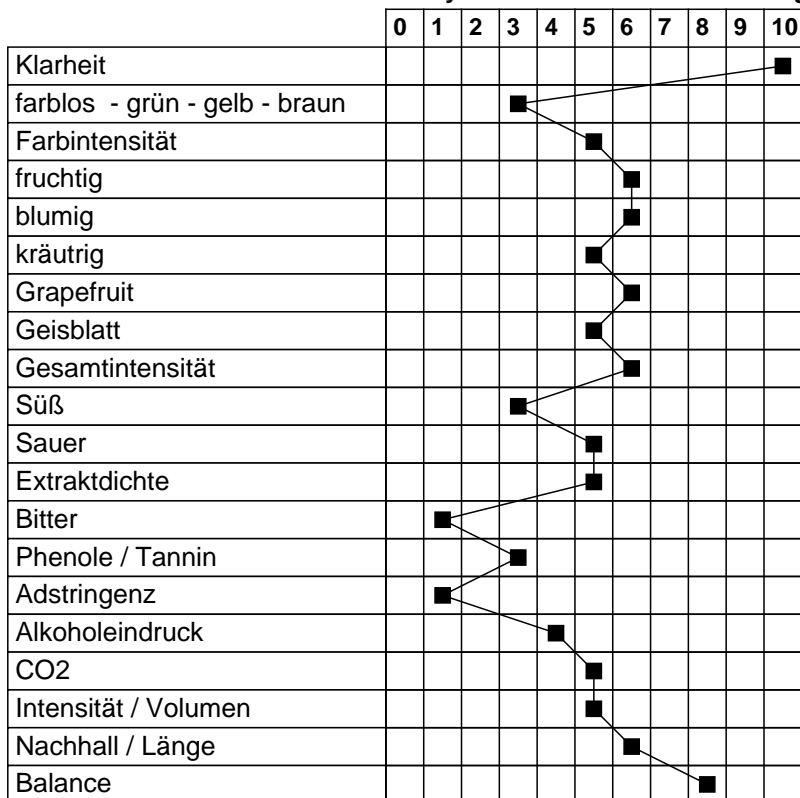 0 1 2 3 4 5 6 7 8 9 10
Klarheit
farblos - grün - gelb - braun
Farbintensität
fruchtig
blumig
kräutrig
Grapefruit
Geisblatt
Gesamtintensität
Süß
Sauer
Extraktdichte
Bitter
Phenole / Tannin
Adstringenz
Alkoholeindruck
CO2
Intensität / Volumen
Nachhall / Länge
Balance